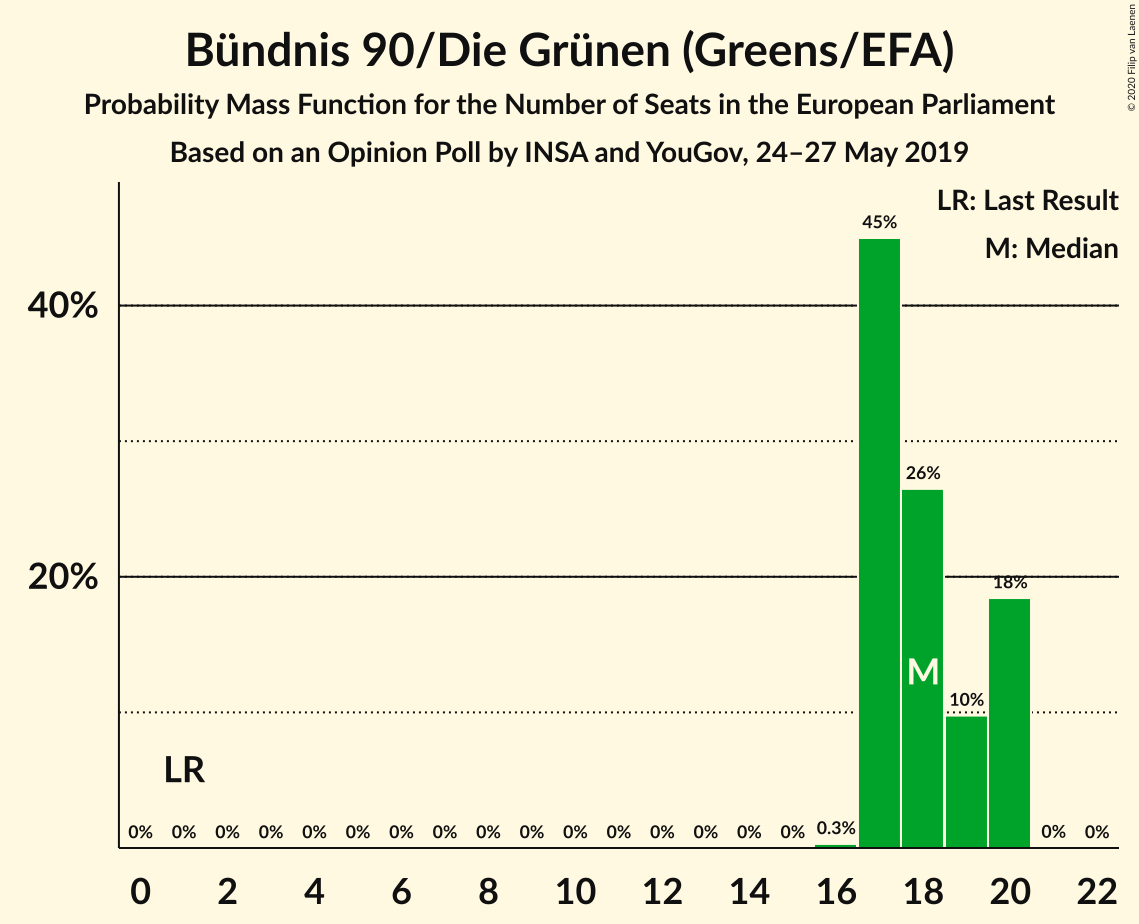 Bündnis 90/Die Grünen (Greens/EFA)
Probability Mass Function for the Number of Seats in the European Parliament
Based on an Opinion Poll by INSA and YouGov, 24–27 May 2019
© 2020 Filip van Laenen
LR: Last Result
M: Median
45%
40%
26%
20%
18%
M
10%
LR
0% 0% 0% 0% 0% 0% 0% 0% 0% 0% 0% 0% 0% 0% 0% 0% 0.3% 0% 0%
0 2 4 6 8 10 12 14 16 18 20 22